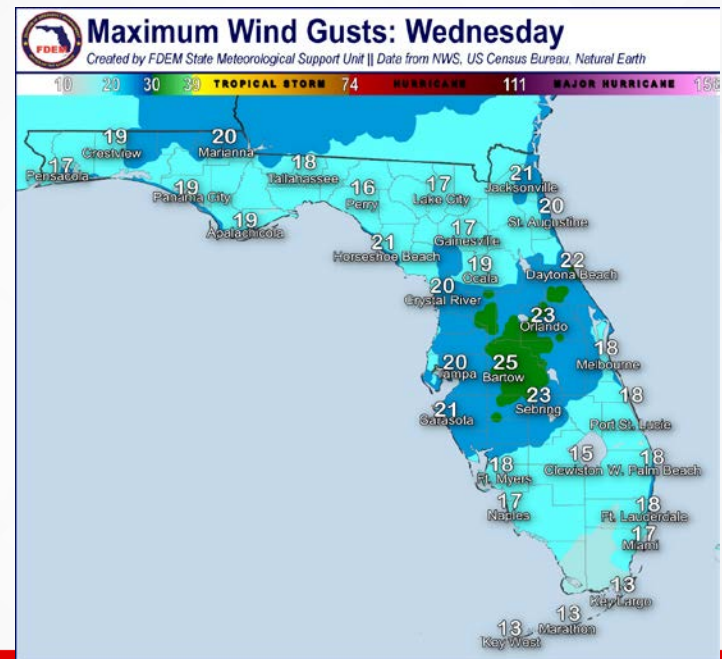 FDEM
Maximum Wind Gusts: Wednesday
Created by FDEM State Meteorological Support Unit || Data from NWS, US Census Bureau, Natural Earth
10 20 30 39 TROPICAL STORM 74 HURRICANE 111 MAJOR HURRICANE 158
19
Crestview
20
Marianna
17
Pensacola
18
Tallahassee
21
Jacksonville
19
Panama City
16
Perry
17
Lake City
20
St. Augustine
19
Apalachicola
17
Gainesville
21
Horseshoe Beach
19
Ocala
22
Daytona Beach
20
Crystal River
23
Orlando
20
Tampa
25
Bartow
18
Melbourne
23
Sebring
18
Port St. Lucie
21
Sarasota
18
Ft. Myers
15
Clewiston
18
W. Palm Beach
17
Naples
18
Ft. Lauderdale
17
Miami
13
Key Largo
13
Marathon
13
Key West